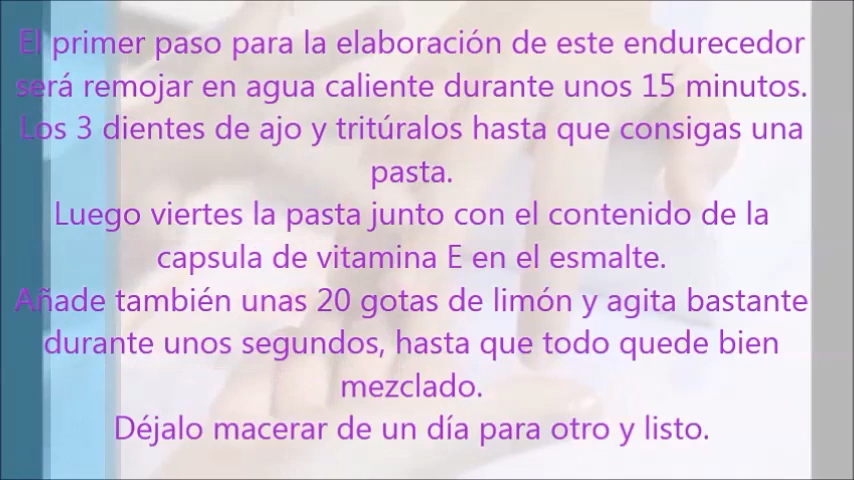 El primer paso para la elaboración de este endurecedor
será remojar en agua caliente durante unos 15 minutos.
Los 3 dientes de ajo y tritúralos hasta que consigas una
pasta.
Luego viertes la pasta junto con el contenido de la
capsula de vitamina E en el esmalte.
Añade también unas 20 gotas de limón y agita bastante
durante unos segundos, hasta que todo quede bien
mezclado.
Déjalo macerar de un día para otro y listo.